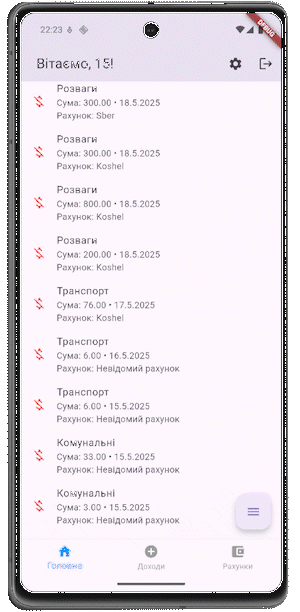 22:23
DEBUG
Вітаємо, 15!
Розваги
Сума: 300.00 • 18.5.2025
Рахунок: Sber
Розваги
Сума: 300.00 • 18.5.2025
Рахунок: Koshel
Розваги
Сума: 800.00 • 18.5.2025
Рахунок: Koshel
Розваги
Сума: 200.00 • 18.5.2025
Рахунок: Koshel
Транспорт
Сума: 76.00 • 17.5.2025
Рахунок: Koshel
Транспорт
Сума: 6.00 • 16.5.2025
Рахунок: Невідомий рахунок
Транспорт
Сума: 6.00 • 15.5.2025
Рахунок: Невідомий рахунок
Комунальні
Сума: 33.00 • 15.5.2025
Рахунок: Невідомий рахунок
Комунальні
Сума: 3.00 • 15.5.2025
Рахунок: Невідомий рахунок
Головна
Доходи
Рахунки